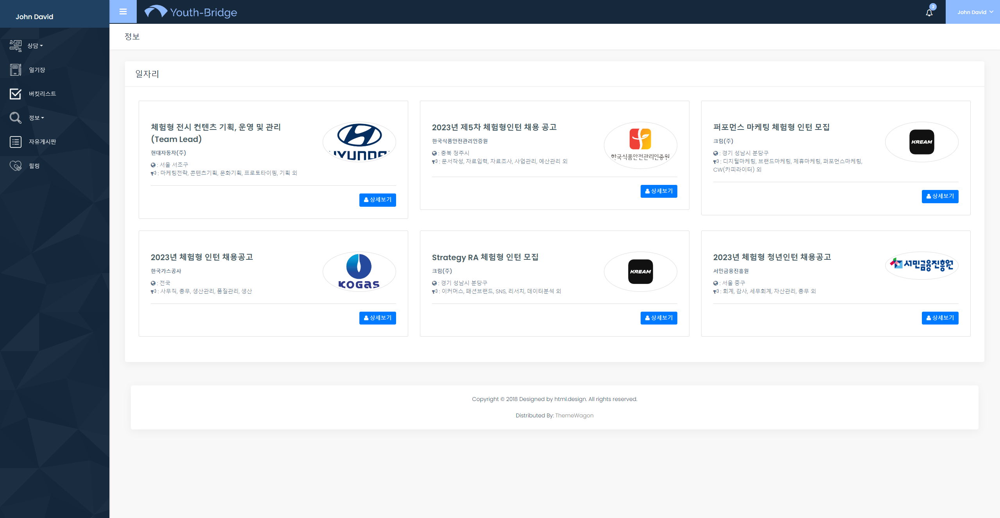 John David
상담
일기장
버킷리스트
정보
자유게시판
힐링
Youth-Bridge
2
John David
정보
일자리
체험형 전시 컨텐츠 기획, 운영 및 관리
(Team Lead)
현대자동차(주)
: 서울 서초구
: 마케팅전략, 콘텐츠기획, 문화기획, 프로토타이핑, 기획 외
HYUNDAI
상세보기
2023년 제5차 체험형인턴 채용 공고
한국식품안전관리인증원
: 충북 청주시
: 문서작성, 자료입력, 자료조사, 사업관리, 예산관리 외
한국식품안전관리인증원
상세보기
퍼포먼스 마케팅 체험형 인턴 모집
크림(주)
: 경기 성남시 분당구
: 디지털마케팅, 브랜드마케팅, 제휴마케팅, 퍼포먼스마케팅,
CW(카피라이터) 외
KREAM
상세보기
2023년 체험형 인턴 채용공고
한국가스공사
: 전국
: 사무직, 총무, 생산관리, 품질관리, 생산
KOGAS
상세보기
Strategy RA 체험형 인턴 모집
크림(주)
: 경기 성남시 분당구
: 이커머스, 패션브랜드, SNS, 리서치, 데이터분석 외
KREAM
상세보기
2023년 체험형 청년인턴 채용공고
서민금융진흥원
: 서울 중구
: 회계, 감사, 세무회계, 자산관리, 총무 외
서민금융진흥원
상세보기
Copyright © 2018 Designed by html.design. All rights reserved.
Distributed By: ThemeWagon